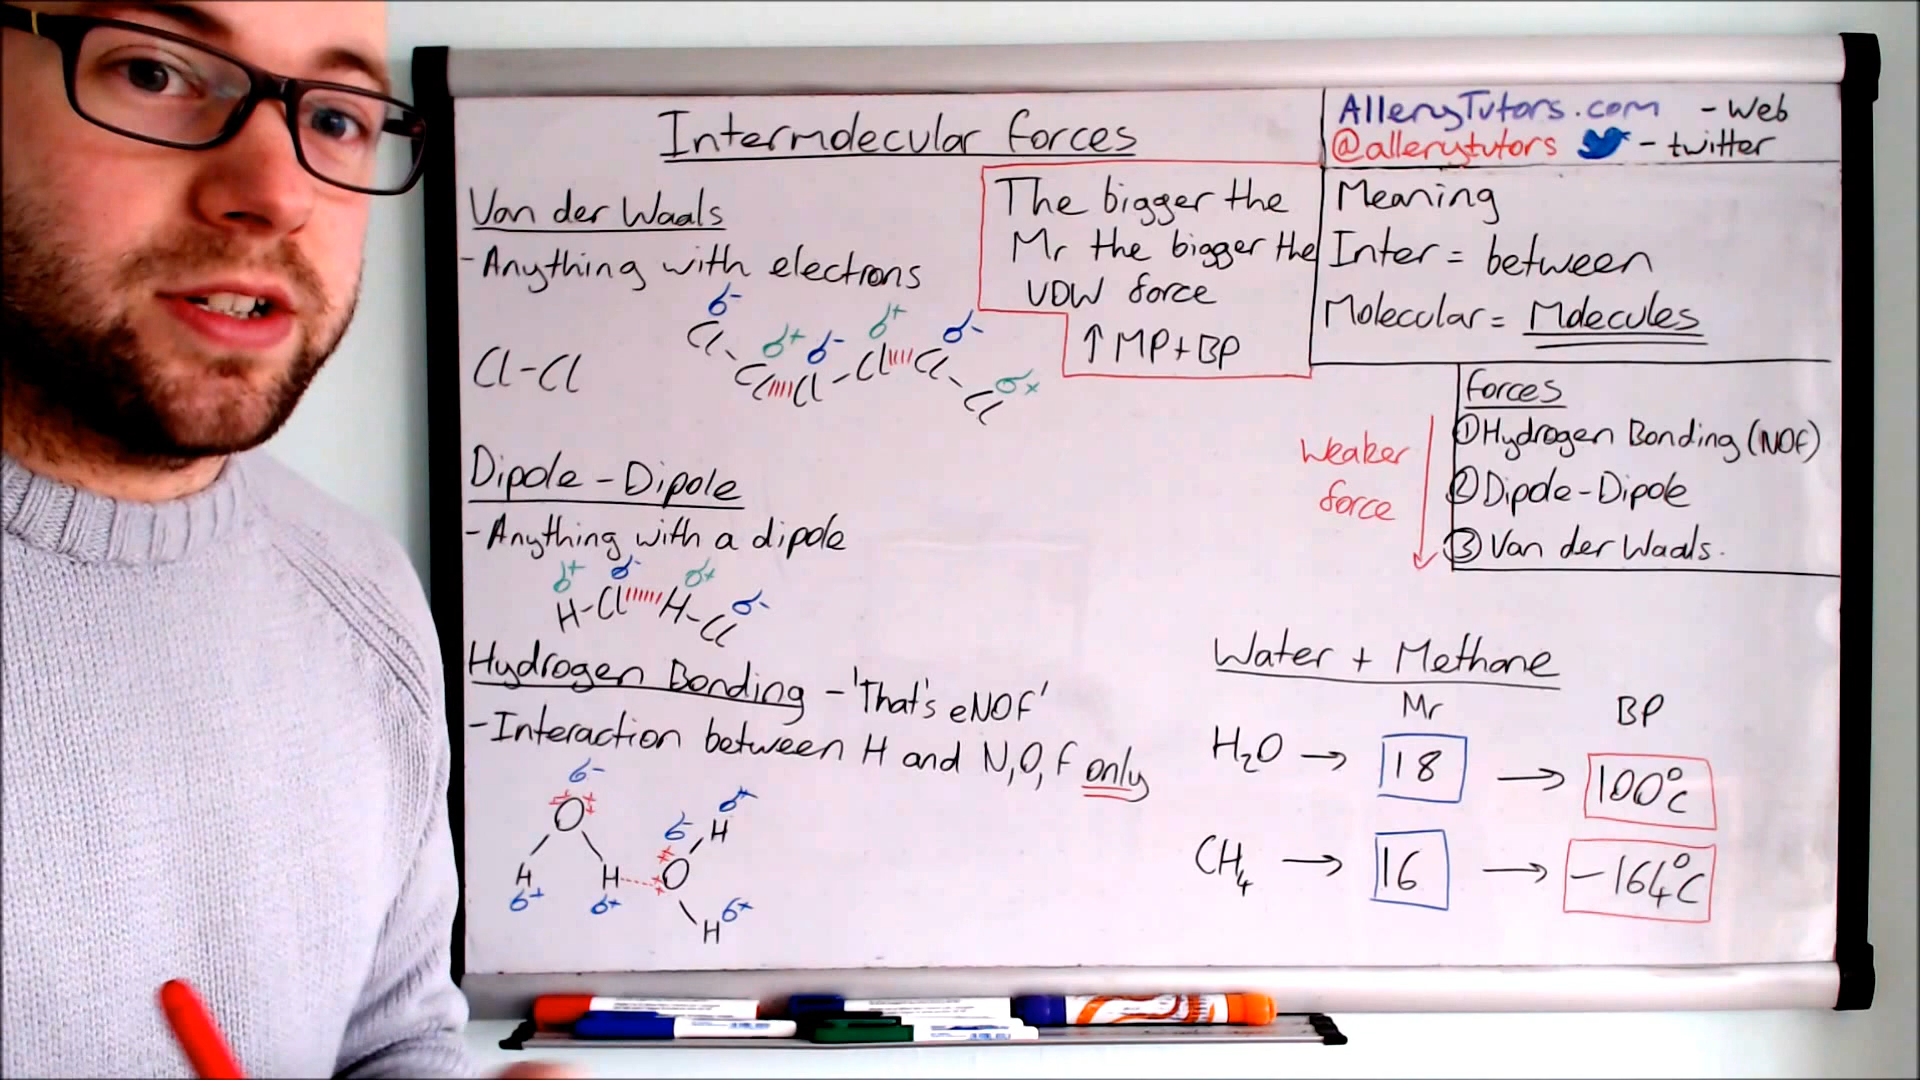 Intermolecular Forces
AlleryTutors.com - Web
@allerytutors - twitter
Van der Waals
- Anything with electrons
Cl-Cl
δ-
Cl
δ+ δ- δ+ δ-
Cl Cl - Cl Cl
δ+
Cl
The bigger the
Mr the bigger the
VDW force
↑ MP+BP
Meaning
Inter = between
Molecular = Molecules
Forces
① Hydrogen Bonding (NOF)
② Dipole-Dipole
③ Van der Waals.
Weaker
force
Dipole - Dipole
- Anything with a dipole
δ+ δ- δ+ δ-
H-Cl H-Cl
Hydrogen Bonding - 'That's eNOF'
- Interaction between H and N,O,F only
δ-
O
H H
δ+ δ+
δ- δ+
H
O
H δ+
Water + Methane
Mr BP
H₂O → 18 → 100°C
CH₄ → 16 → -164°C